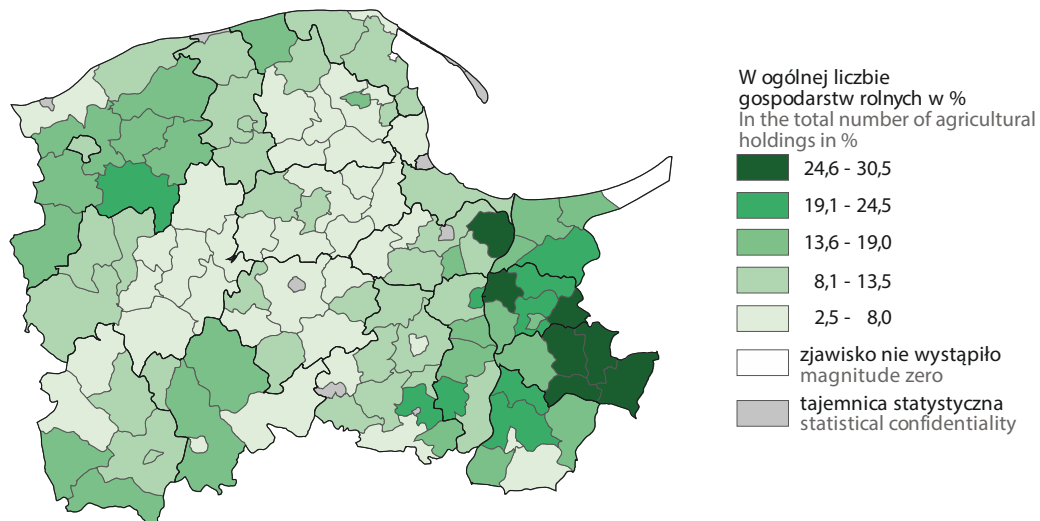 W ogólnej liczbie
gospodarstw rolnych w %
In the total number of agricultural
holdings in %
24,6 - 30,5
19,1 - 24,5
13,6 - 19,0
8,1 - 13,5
2,5 - 8,0
zjawisko nie wystąpiło
magnitude zero
tajemnica statystyczna
statistical confidentiality